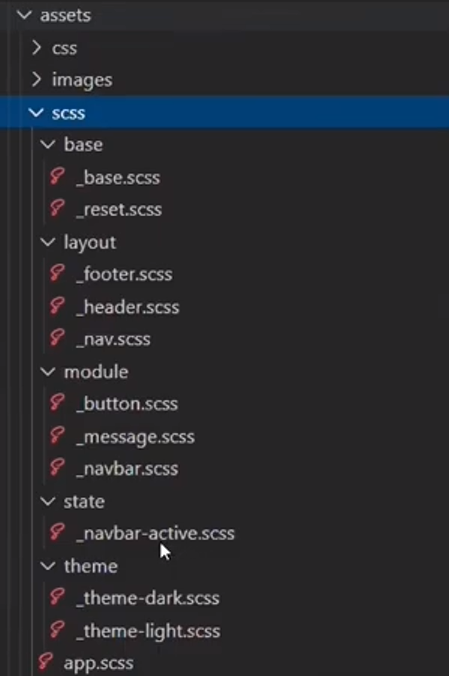 assets
css
images
scss
base
_base.scss
_reset.scss
layout
_footer.scss
_header.scss
_nav.scss
module
_button.scss
_message.scss
_navbar.scss
state
_navbar-active.scss
theme
_theme-dark.scss
_theme-light.scss
app.scss